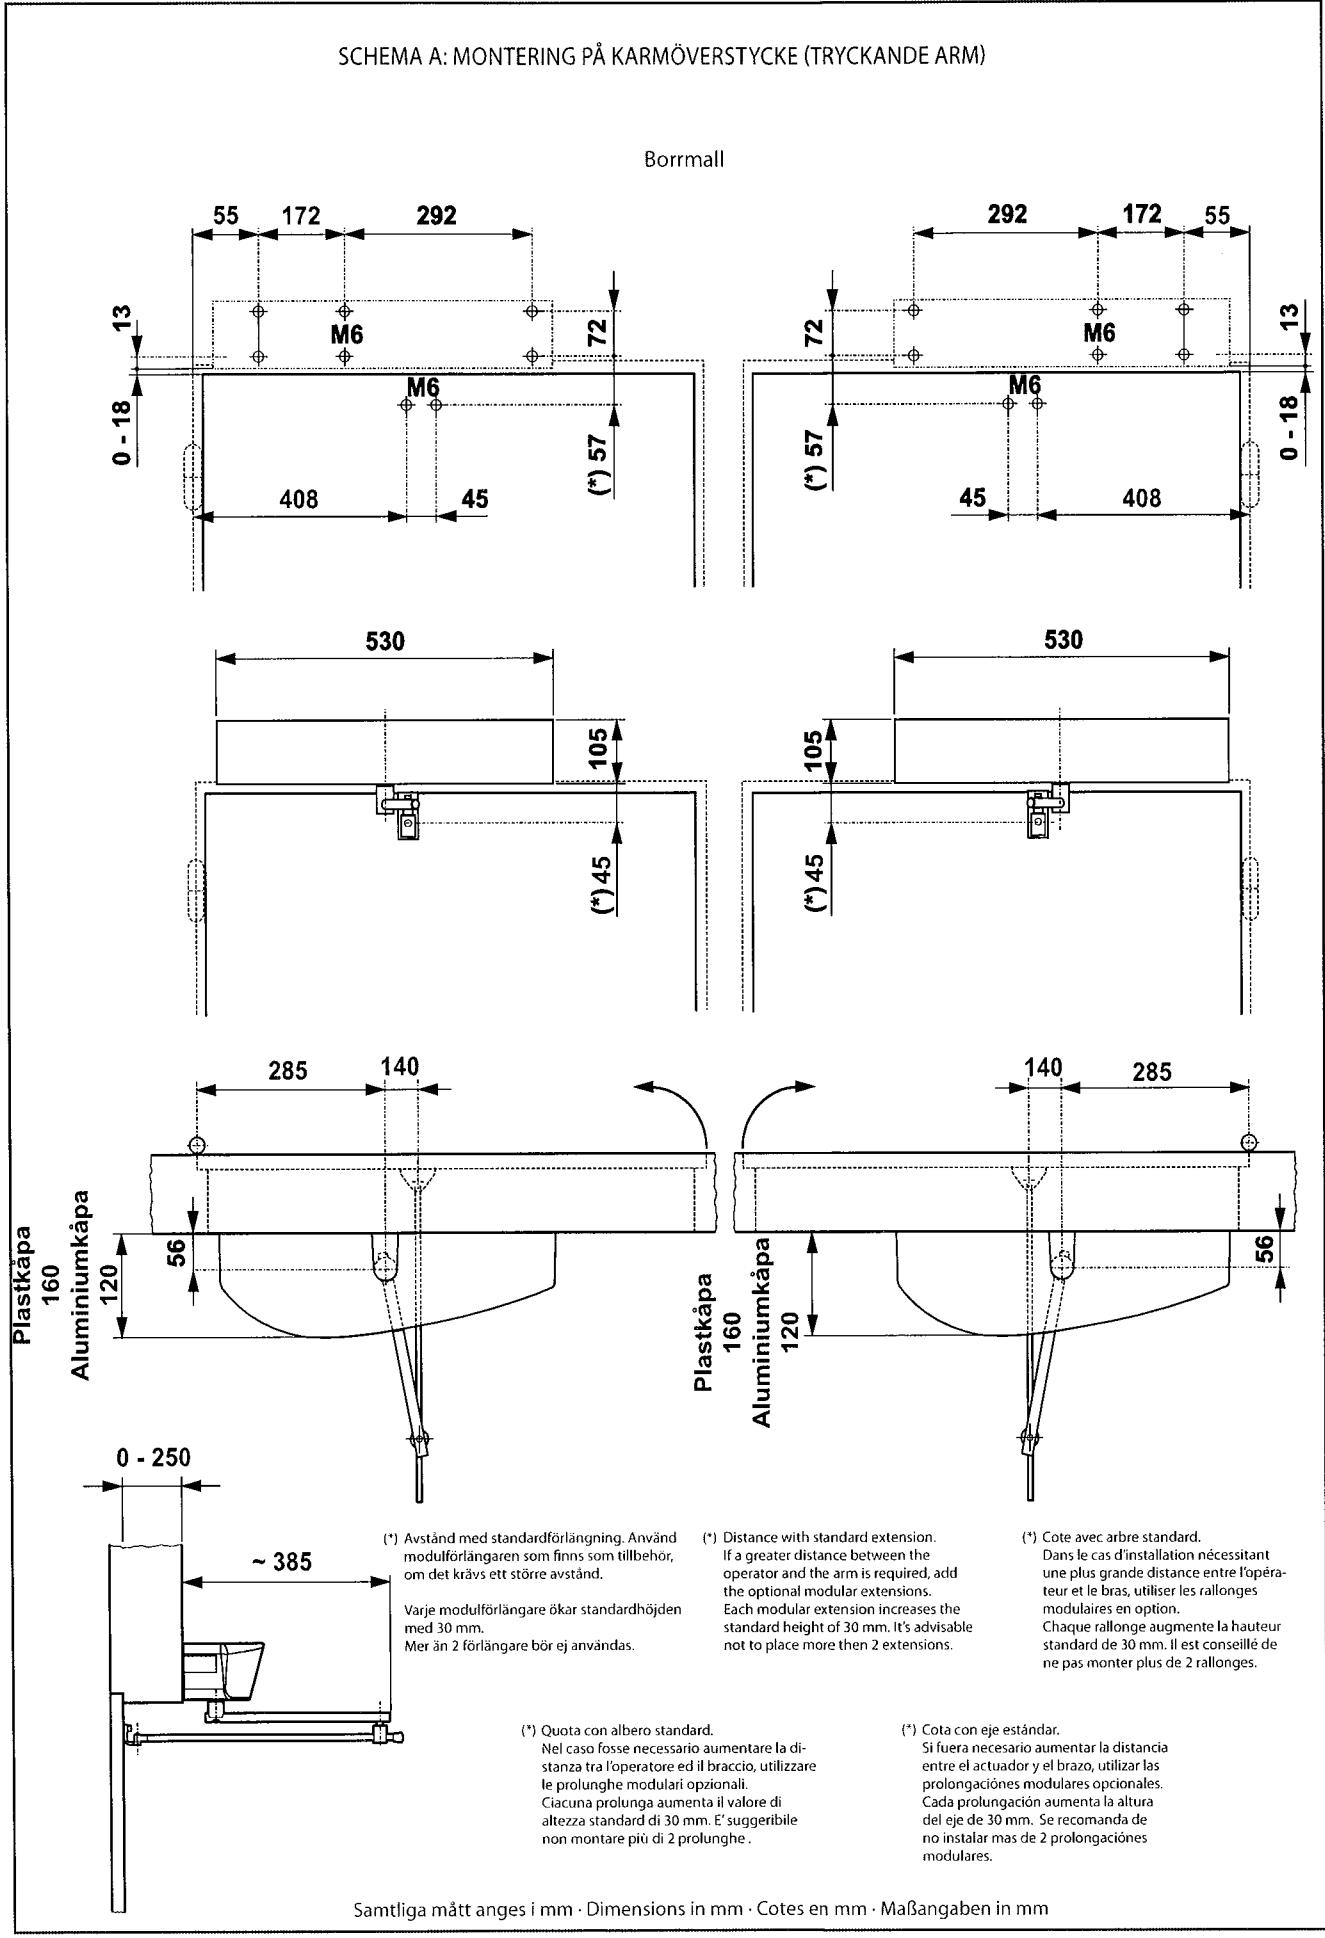 SCHEMA A: MONTERING PÅ KARMÖVERSTYCKE (TRYCKANDE ARM)
Borrmall
55 172 292
13
M6
72
M6
0 - 18
(*) 57
408 45
292 172 55
72
M6
13
M6
(*) 57
0 - 18
45 408
530
105
(*) 45
530
105
(*) 45
285 140
56
Plastkåpa
160
Aluminiumkåpa
120
140 285
56
Plastkåpa
160
Aluminiumkåpa
120
0 - 250
~ 385
(*) Avstånd med standardförlängning. Använd
modulförlängaren som finns som tillbehör,
om det krävs ett större avstånd.
Varje modulförlängare ökar standardhöjden
med 30 mm.
Mer än 2 förlängare bör ej användas.
(*) Distance with standard extension.
If a greater distance between the
operator and the arm is required, add
the optional modular extensions.
Each modular extension increases the
standard height of 30 mm. It's advisable
not to place more then 2 extensions.
(*) Cote avec arbre standard.
Dans le cas d'installation nécessitant
une plus grande distance entre l'opéra-
teur et le bras, utiliser les rallonges
modulaires en option.
Chaque rallonge augmente la hauteur
standard de 30 mm. Il est conseillé de
ne pas monter plus de 2 rallonges.
(*) Quota con albero standard.
Nel caso fosse necessario aumentare la di-
stanza tra l'operatore ed il braccio, utilizzare
le prolunghe modulari opzionali.
Ciacuna prolunga aumenta il valore di
altezza standard di 30 mm. E' suggeribile
non montare più di 2 prolunghe .
(*) Cota con eje estándar.
Si fuera necesario aumentar la distancia
entre el actuador y el brazo, utilizar las
prolongaciónes modulares opcionales.
Cada prolongación aumenta la altura
del eje de 30 mm. Se recomanda de
no instalar mas de 2 prolongaciónes
modulares.
Samtliga mått anges i mm · Dimensions in mm · Cotes en mm · Maßangaben in mm